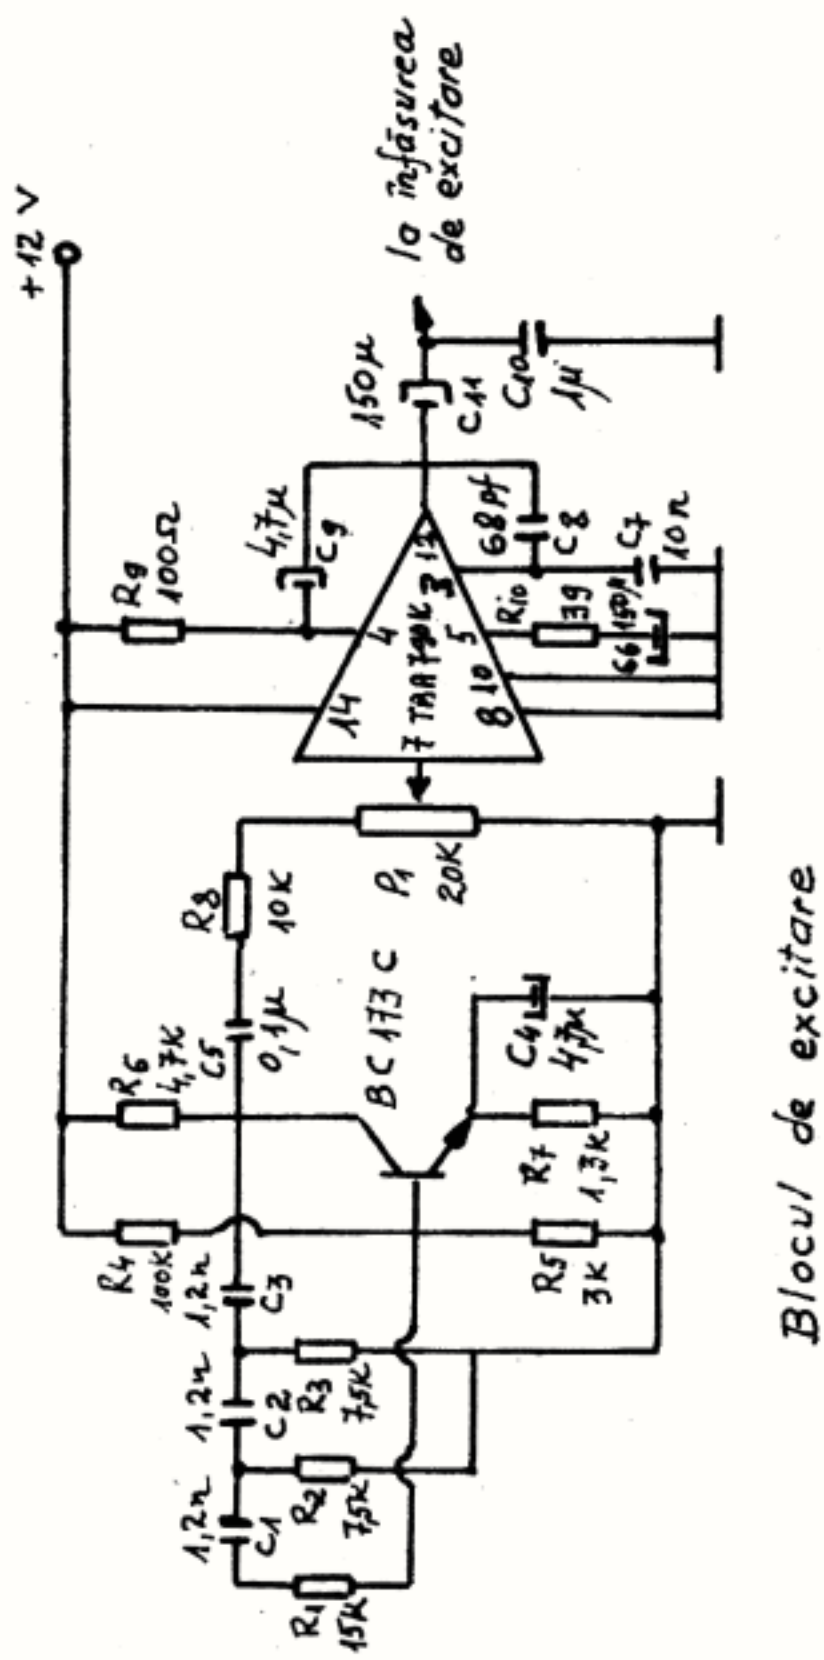 +12 V
R4
100K
R6
4,7K
R9
100Ω
1,2n
C1
1,2n
C2
1,2n
C3
C5
0,1μ
R8
10K
4,7μ
C9
150μ
C11
la înfăsurea
de excitare
R1
15K
R2
7,5K
R3
7,5K
BC 173 C
P1
20K
14
4
7
12
3
5
10
8
68pf
C8
C10
1μ
R10
39
150μ
C7
10n
R5
3K
R7
1,3K
C4
4,7μ
Blocul de excitare